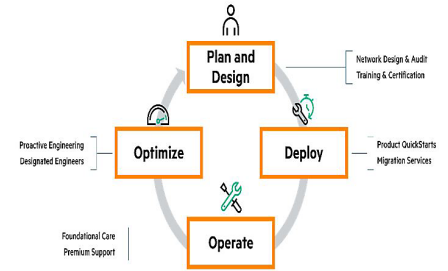 Plan and
Design
Network Design & Audit
Training & Certification
Proactive Engineering
Designated Engineers
Optimize
Deploy
Product QuickStarts
Migration Services
Foundational Care
Premium Support
Operate